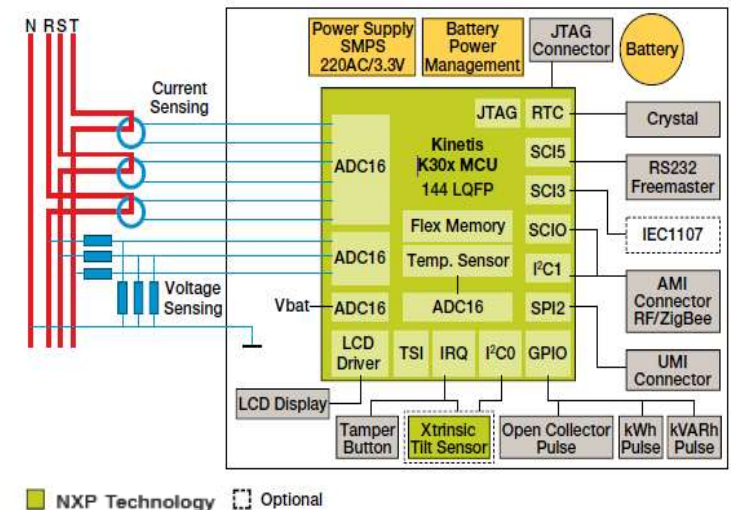 N RST
Current
Sensing
Voltage
Sensing
Vbat
Power Supply
SMPS
220AC/3.3V
Battery
Power
Management
JTAG
Connector
Battery
JTAG
RTC
Kinetis
K30x MCU
144 LQFP
ADC16
SCI5
SCI3
Flex Memory
SCIO
ADC16
Temp. Sensor
I²C1
ADC16
ADC16
SPI2
LCD
Driver
TSI
IRQ
I²C0
GPIO
Crystal
RS232
Freemaster
IEC1107
AMI
Connector
RF/ZigBee
UMI
Connector
LCD Display
Tamper
Button
Xtrinsic
Tilt Sensor
Open Collector
Pulse
kWh
Pulse
kVARh
Pulse
NXP Technology
Optional